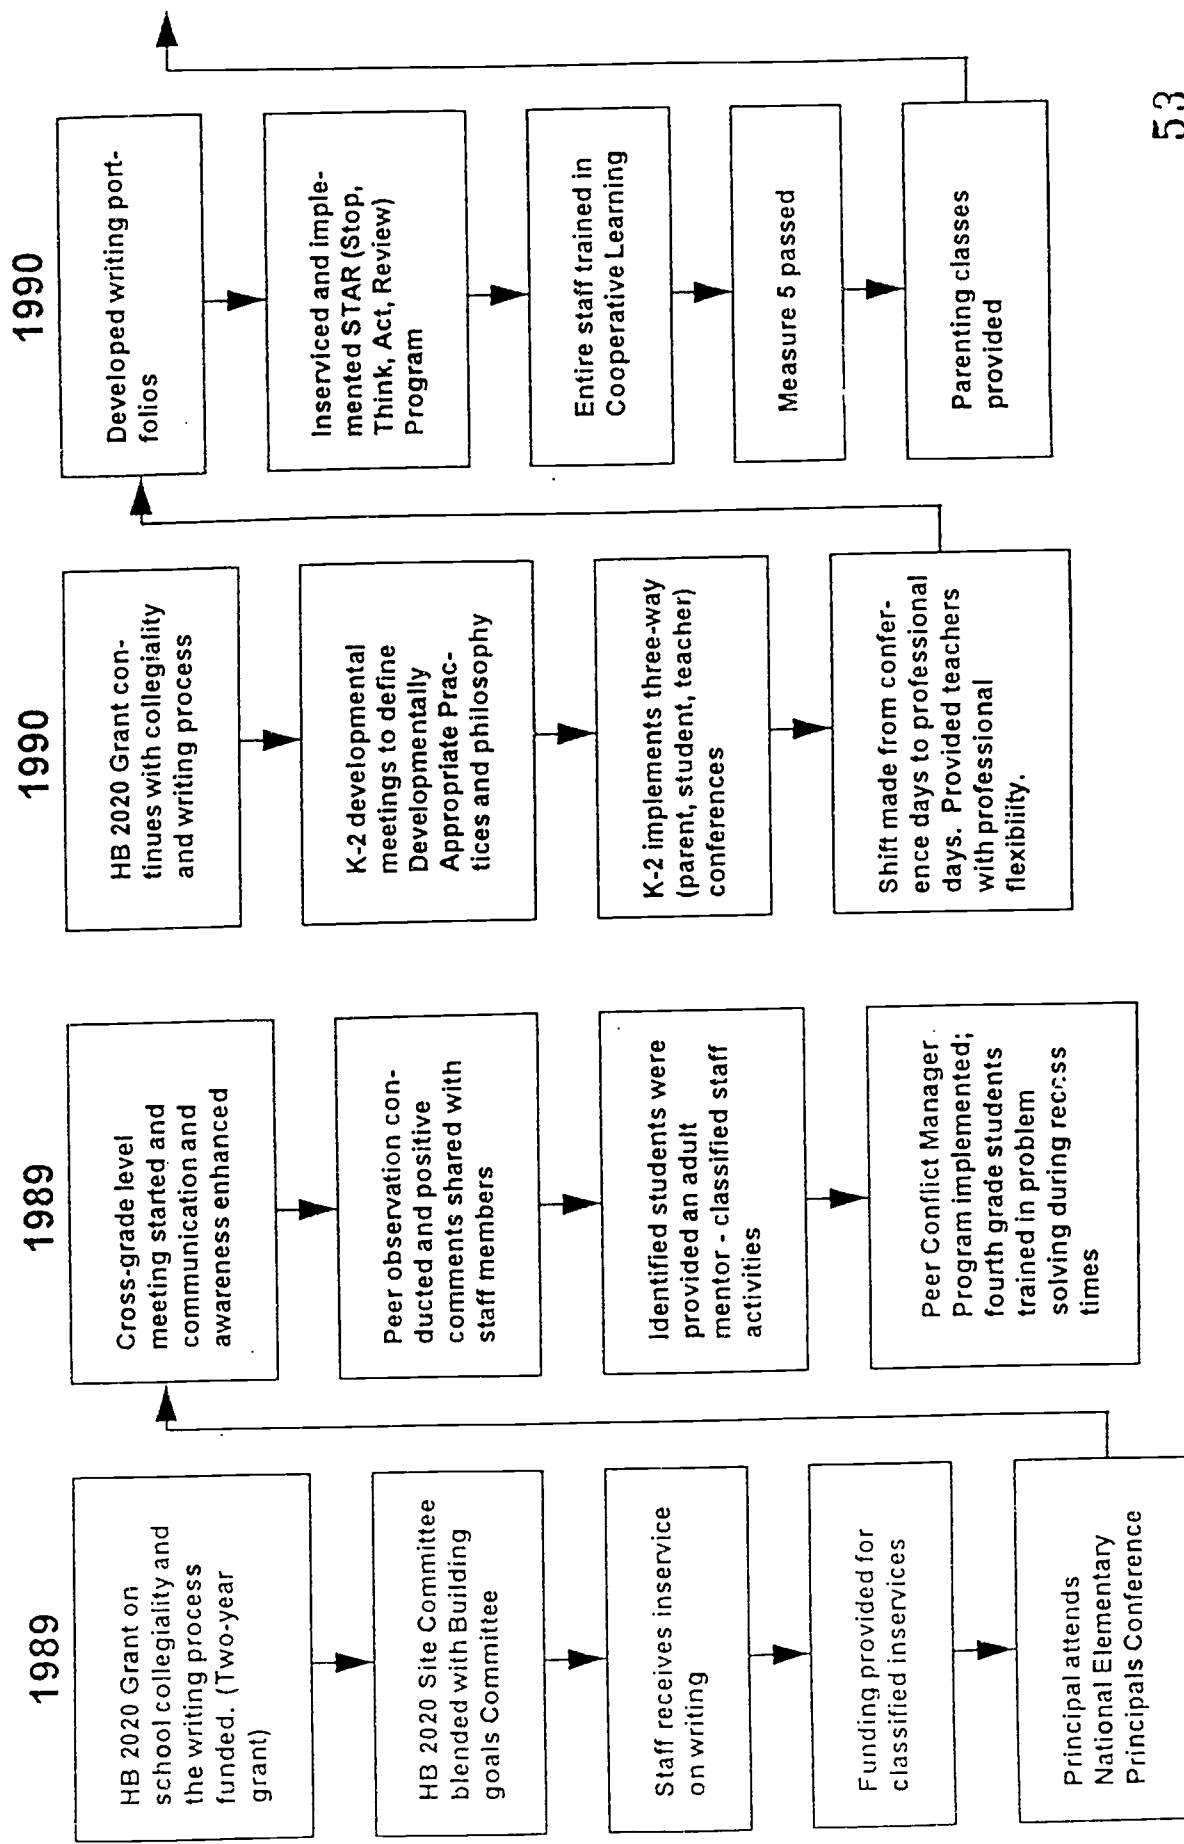 1989
HB 2020 Grant on
school collegiality and
the writing process
funded. (Two-year
grant)
HB 2020 Site Committee
blended with Building
goals Committee
Staff receives inservice
on writing
Funding provided for
classified inservices
Principal attends
National Elementary
Principals Conference
1989
Cross-grade level
meeting started and
communication and
awareness enhanced
Peer observation con-
ducted and positive
comments shared with
staff members
Identified students were
provided an adult
mentor - classified staff
activities
Peer Conflict Manager
Program implemented;
fourth grade students
trained in problem
solving during recess
times
1990
HB 2020 Grant con-
tinues with collegiality
and writing process
K-2 developmental
meetings to define
Developmentally
Appropriate Prac-
tices and philosophy
K-2 implements three-way
(parent, student, teacher)
conferences
Shift made from confer-
ence days to professional
days. Provided teachers
with professional
flexibility.
1990
Developed writing port-
folios
Inserviced and imple-
mented STAR (Stop,
Think, Act, Review)
Program
Entire staff trained in
Cooperative Learning
Measure 5 passed
Parenting classes
provided
53